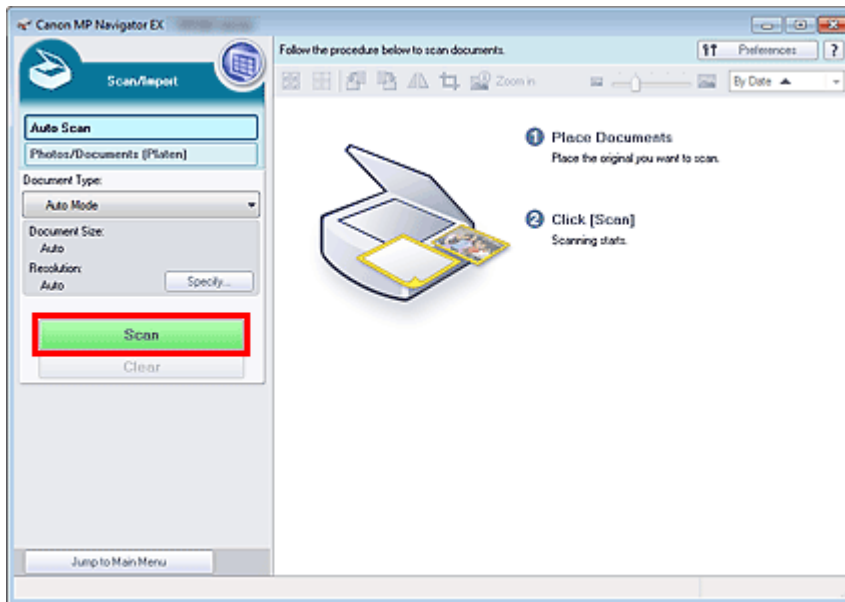 Canon MP Navigator EX
Scan/Import
Auto Scan
Photos/Documents (Platen)
Document Type:
Auto Mode
Document Size:
Auto
Resolution:
Auto
Specify...
Scan
Clear
Jump to Main Menu
Follow the procedure below to scan documents.
Preferences
?
Zoom in
By Date
1 Place Documents
Place the original you want to scan.
2 Click [Scan]
Scanning starts.